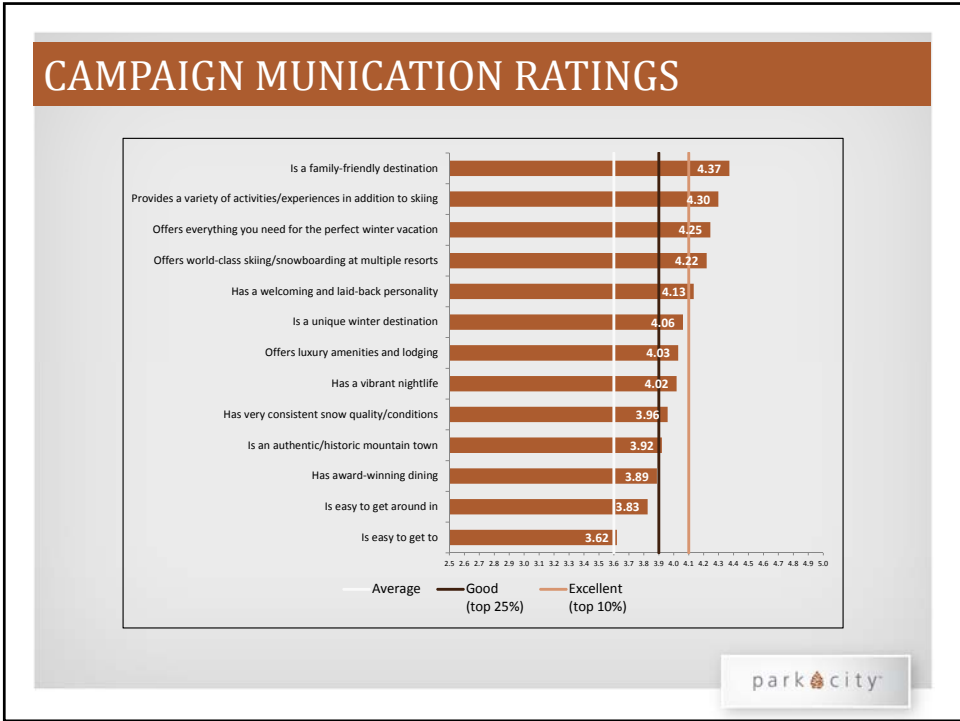 CAMPAIGN MUNICATION RATINGS
Is a family-friendly destination 4.37
Provides a variety of activities/experiences in addition to skiing 4.30
Offers everything you need for the perfect winter vacation 4.25
Offers world-class skiing/snowboarding at multiple resorts 4.22
Has a welcoming and laid-back personality 4.13
Is a unique winter destination 4.06
Offers luxury amenities and lodging 4.03
Has a vibrant nightlife 4.02
Has very consistent snow quality/conditions 3.96
Is an authentic/historic mountain town 3.92
Has award-winning dining 3.89
Is easy to get around in 3.83
Is easy to get to 3.62
2.5 2.6 2.7 2.8 2.9 3.0 3.1 3.2 3.3 3.4 3.5 3.6 3.7 3.8 3.9 4.0 4.1 4.2 4.3 4.4 4.5 4.6 4.7 4.8 4.9 5.0
Average Good Excellent
(top 25%) (top 10%)
park city